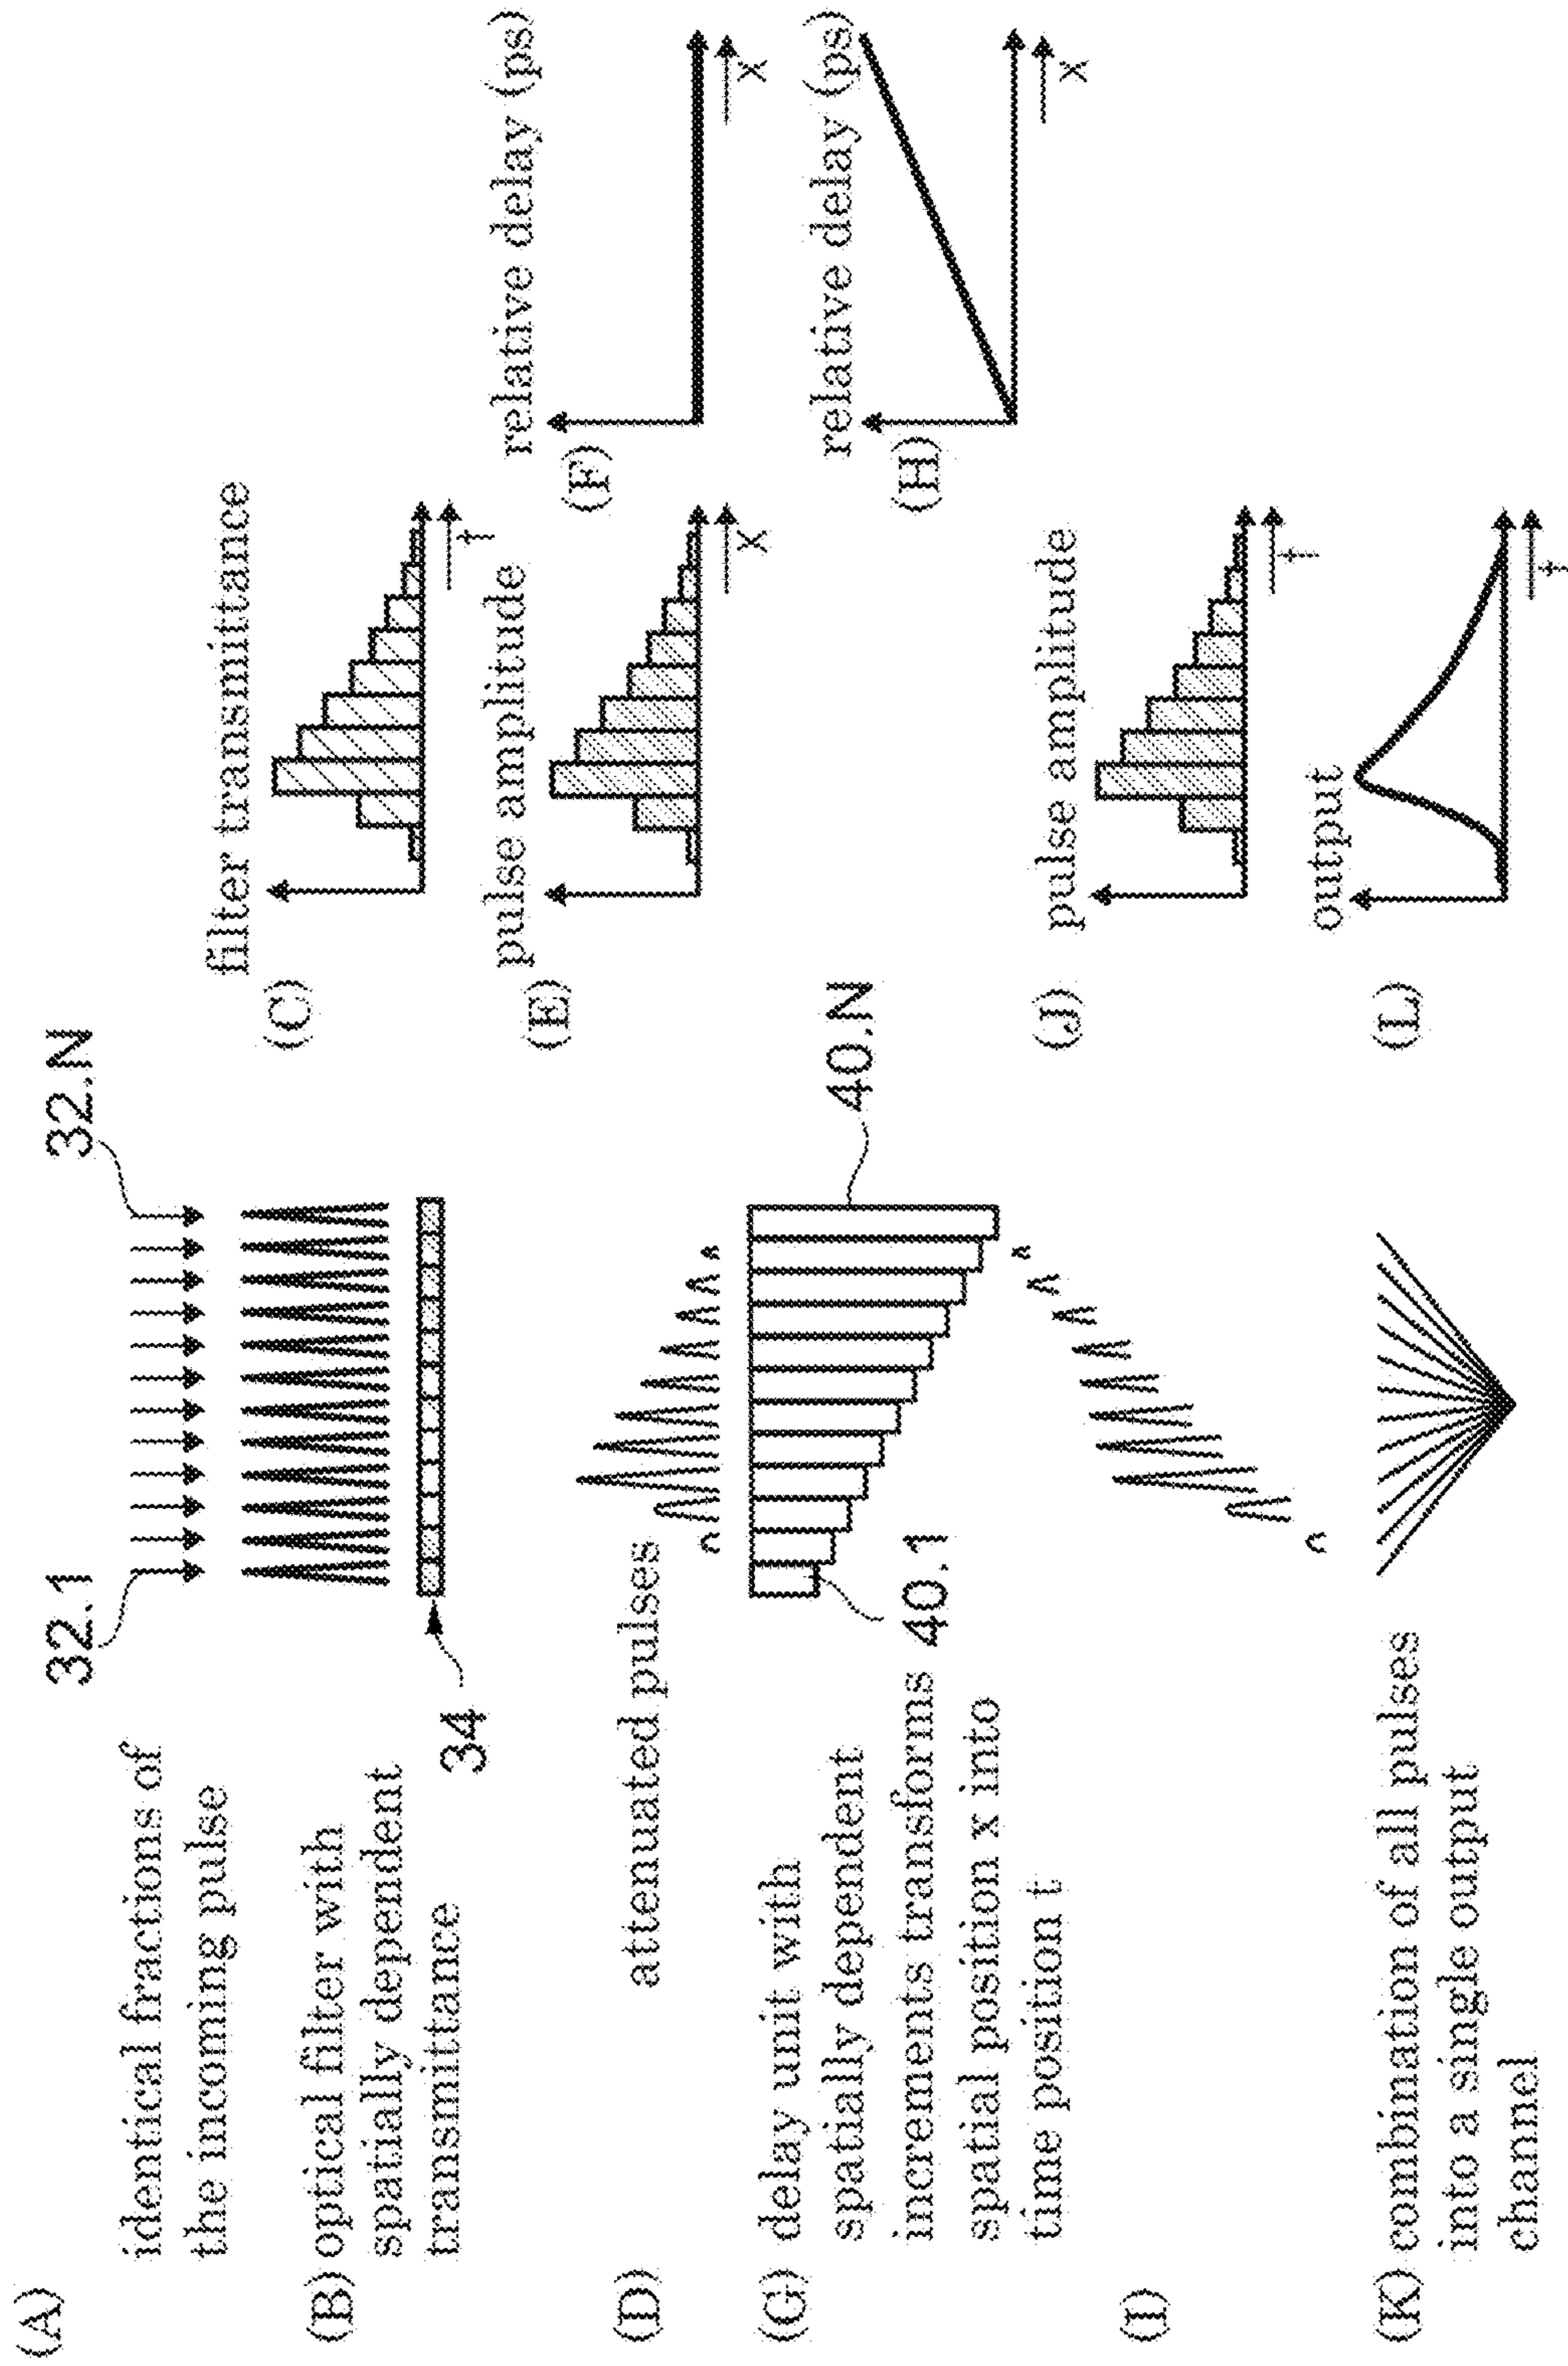 (A)
32.1
32.N
identical fractions of
the incoming pulse
(B) optical filter with
spatially dependent
transmittance
34
filter transmittance
(C)
t
(D)
attenuated pulses
pulse amplitude
(E)
x
relative delay (ps)
(F)
x
(G) delay unit with
spatially dependent
increments transforms
spatial position x into
time position t
40.1
40.N
relative delay (ps)
(H)
x
(I)
(J) pulse amplitude
t
(K) combination of all pulses
into a single output
channel
output
(L)
t